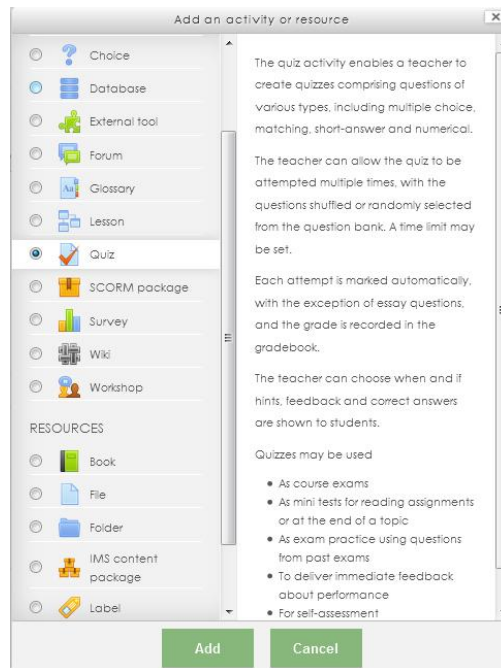 Add an activity or resource
Choice
Database
External tool
Forum
Aa
Glossary
Lesson
Quiz
SCORM package
Survey
Wiki
Workshop
RESOURCES
Book
File
Folder
IMS content
package
Label
The quiz activity enables a teacher to
create quizzes comprising questions of
various types, including multiple choice,
matching, short-answer and numerical.
The teacher can allow the quiz to be
attempted multiple times, with the
questions shuffled or randomly selected
from the question bank. A time limit may
be set.
Each attempt is marked automatically,
with the exception of essay questions,
and the grade is recorded in the
gradebook.
The teacher can choose when and if
hints, feedback and correct answers
are shown to students.
Quizzes may be used
• As course exams
• As mini tests for reading assignments
or at the end of a topic
• As exam practice using questions
from past exams
• To deliver immediate feedback
about performance
• For self-assessment
Add
Cancel